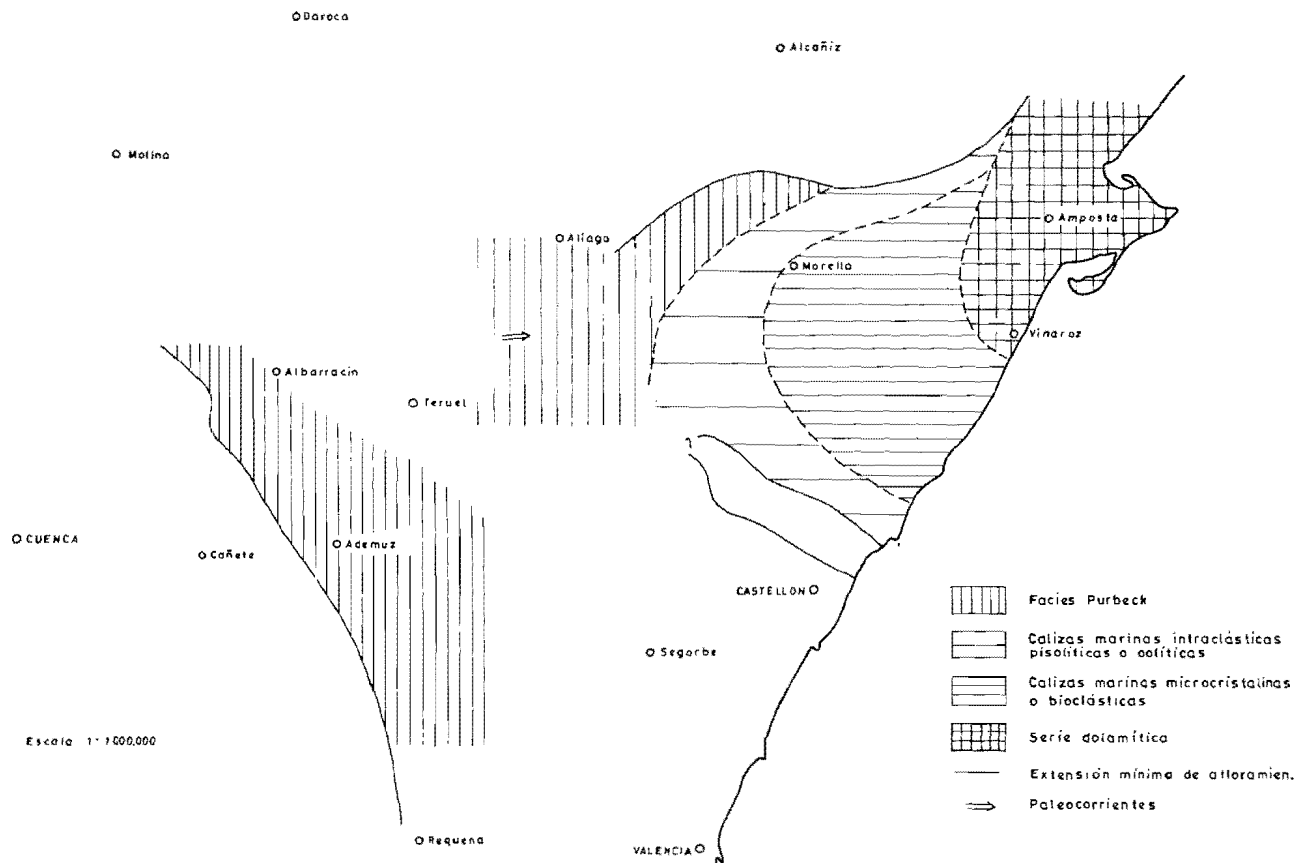 Daroca
Alcañiz
Molina
Amposta
Aliaga
Morella
Vinaroz
Albarracin
Teruel
CUENCA
Cañete
Ademuz
CASTELLON
Segorbe
Requena
VALENCIA
Escala 1:1000,000
Facies Purbeck
Calizas marinas intraclásticas
pisolíticas o oolíticas
Calizas marinas microcristalinas
o bioclásticas
Serie dolomítica
Extensión mínima de afloramien.
Paleocorrientes